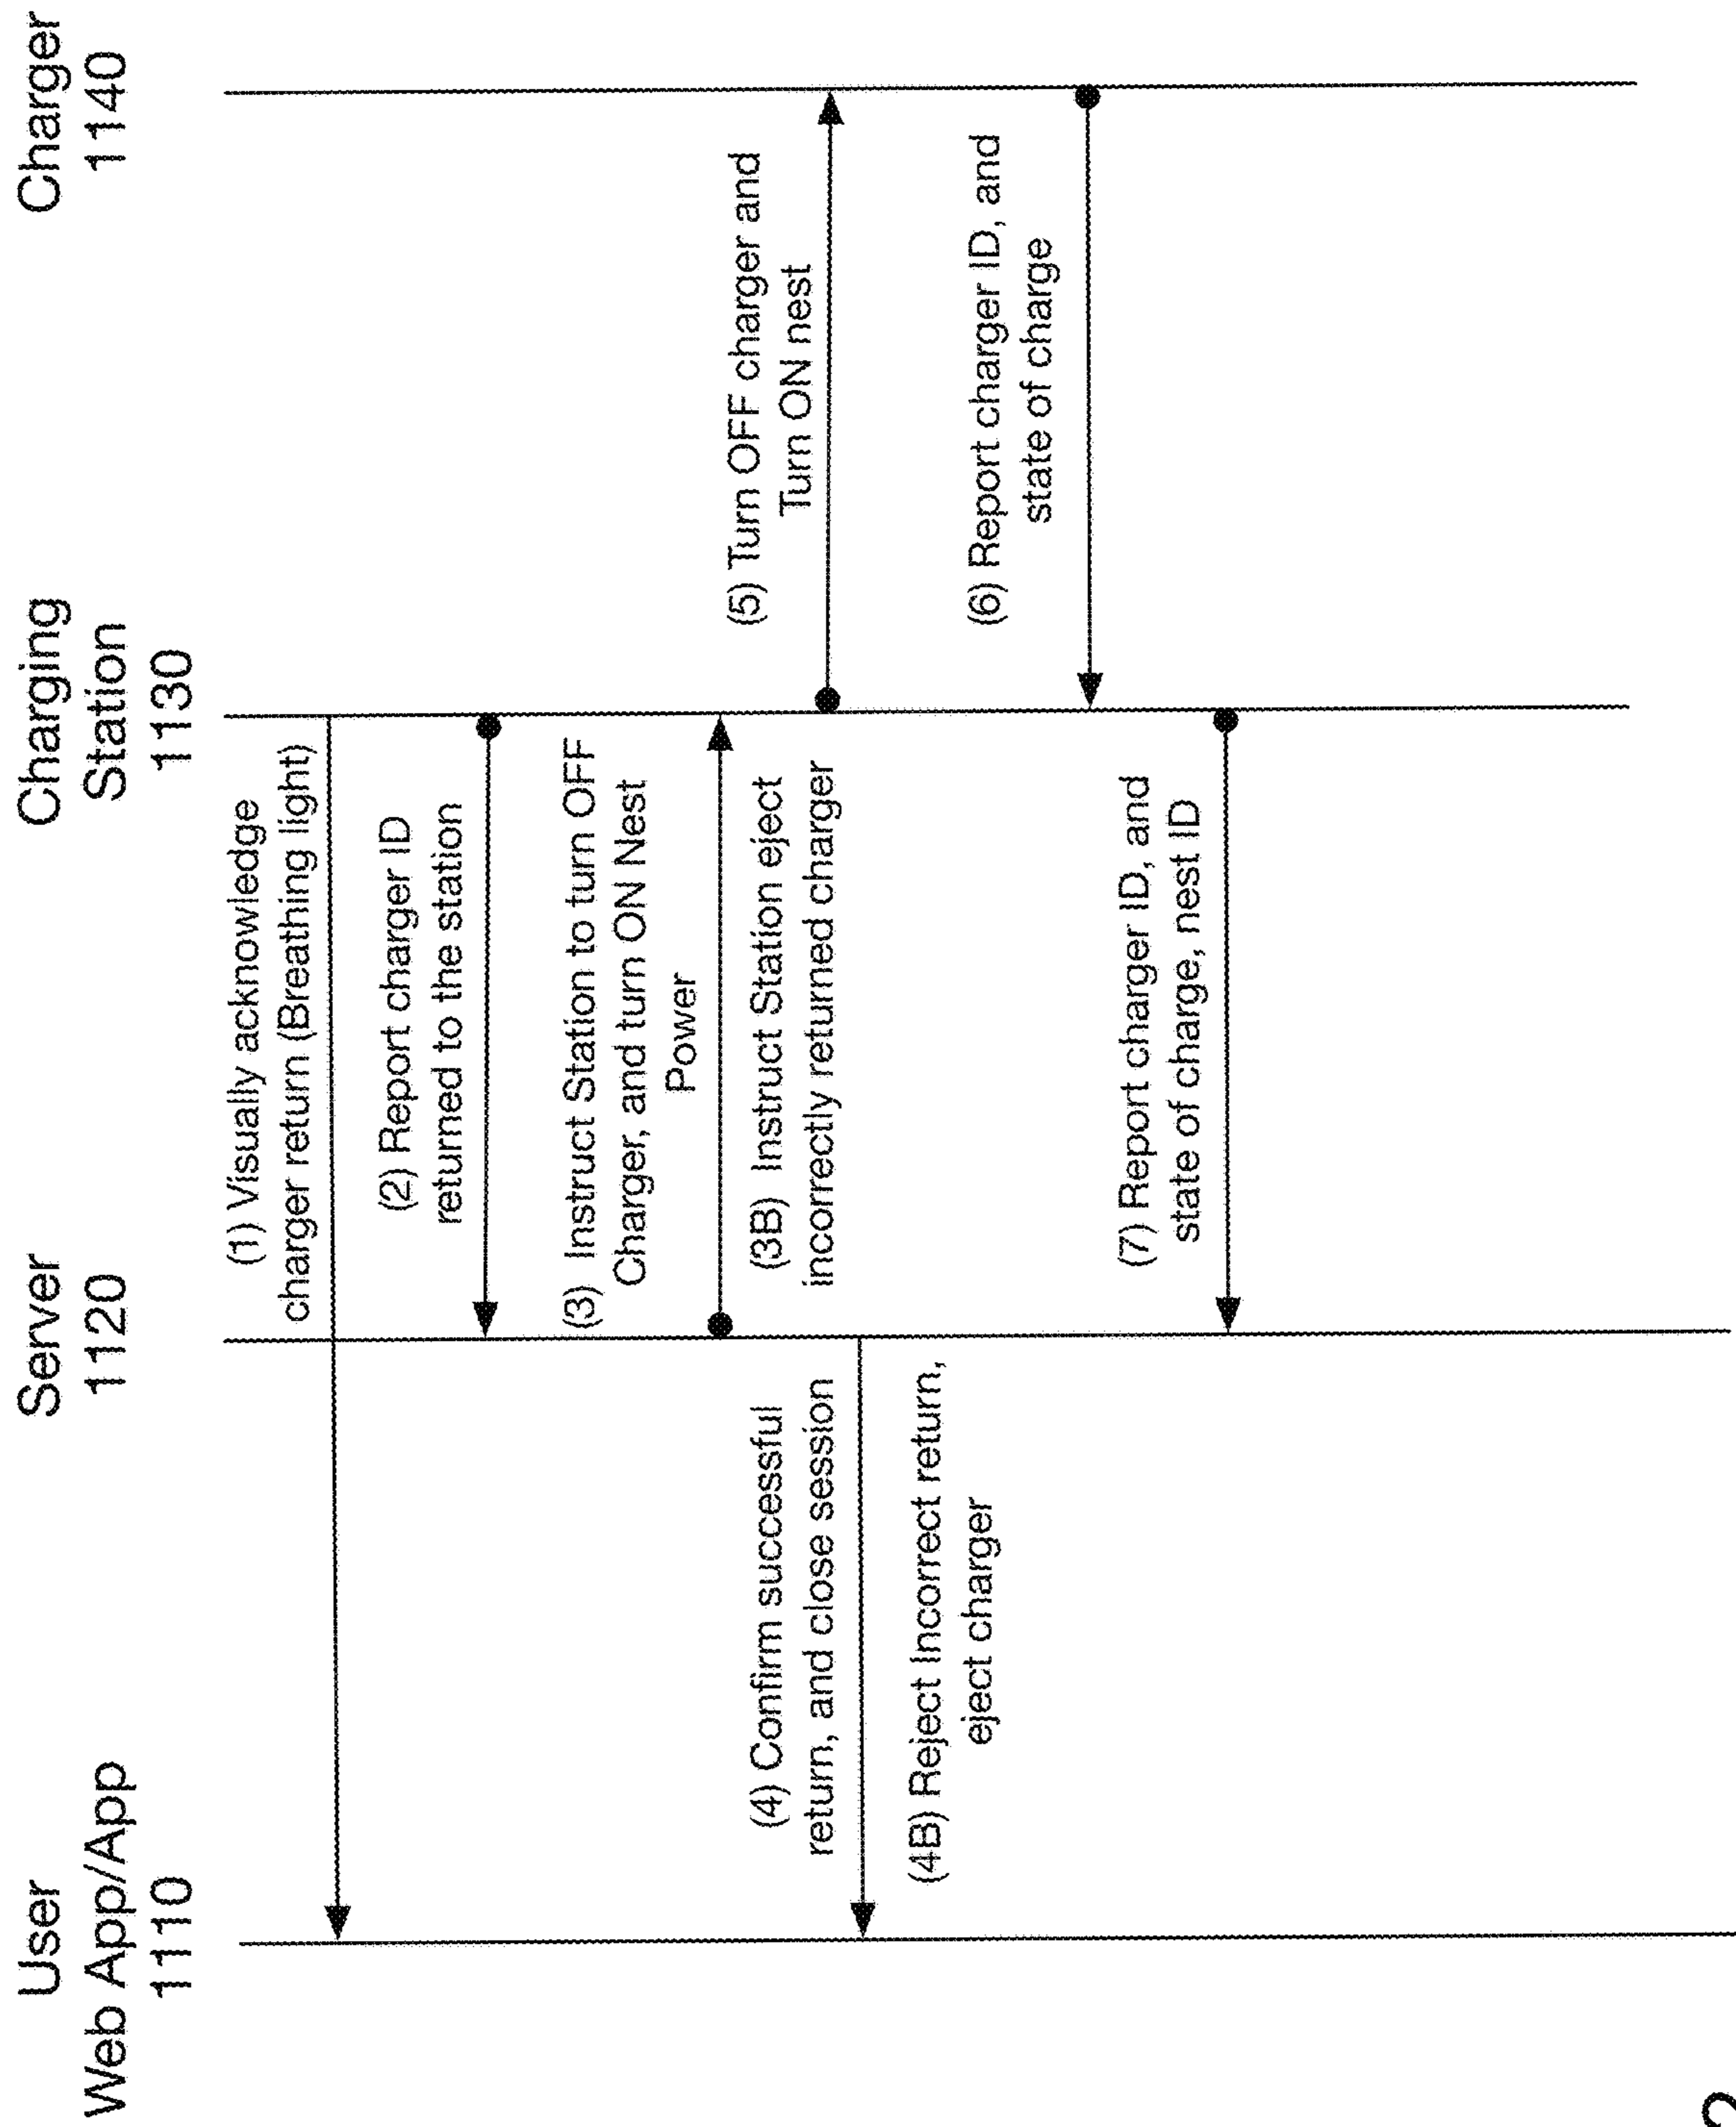 User
Web App/App
1110
Server
1120
Charging
Station
1130
Charger
1140
(1) Visually acknowledge
charger return (Breathing light)
(2) Report charger ID
returned to the station
(3) Instruct Station to turn OFF
Charger, and turn ON Nest
Power
(3B) Instruct Station eject
incorrectly returned charger
(4) Confirm successful
return, and close session
(4B) Reject Incorrect return,
eject charger
(5) Turn OFF charger and
Turn ON nest
(6) Report charger ID, and
state of charge
(7) Report charger ID, and
state of charge, nest ID